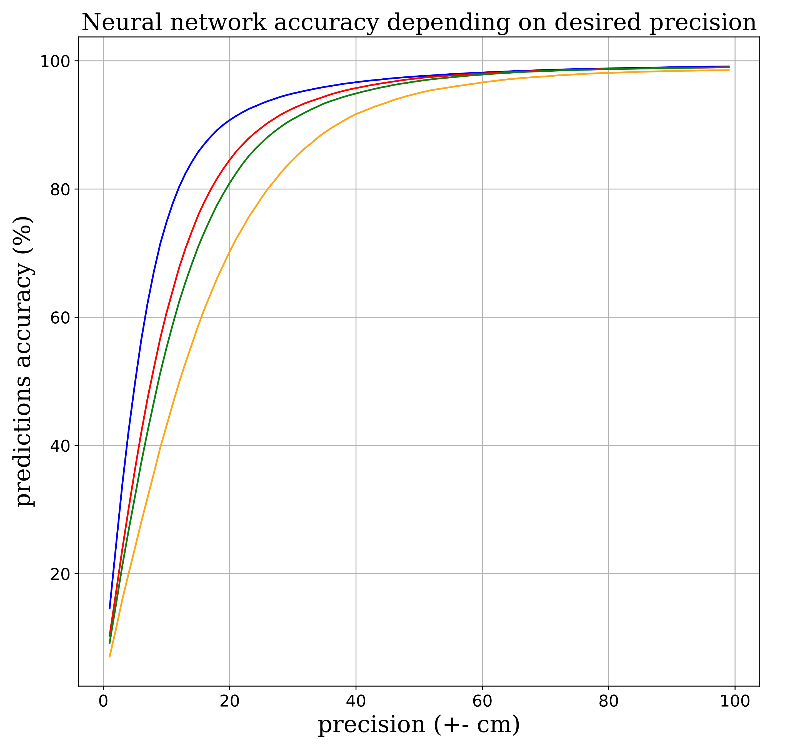 Neural network accuracy depending on desired precision
100
80
60
40
20
predictions accuracy (%)
0 20 40 60 80 100
precision (+- cm)